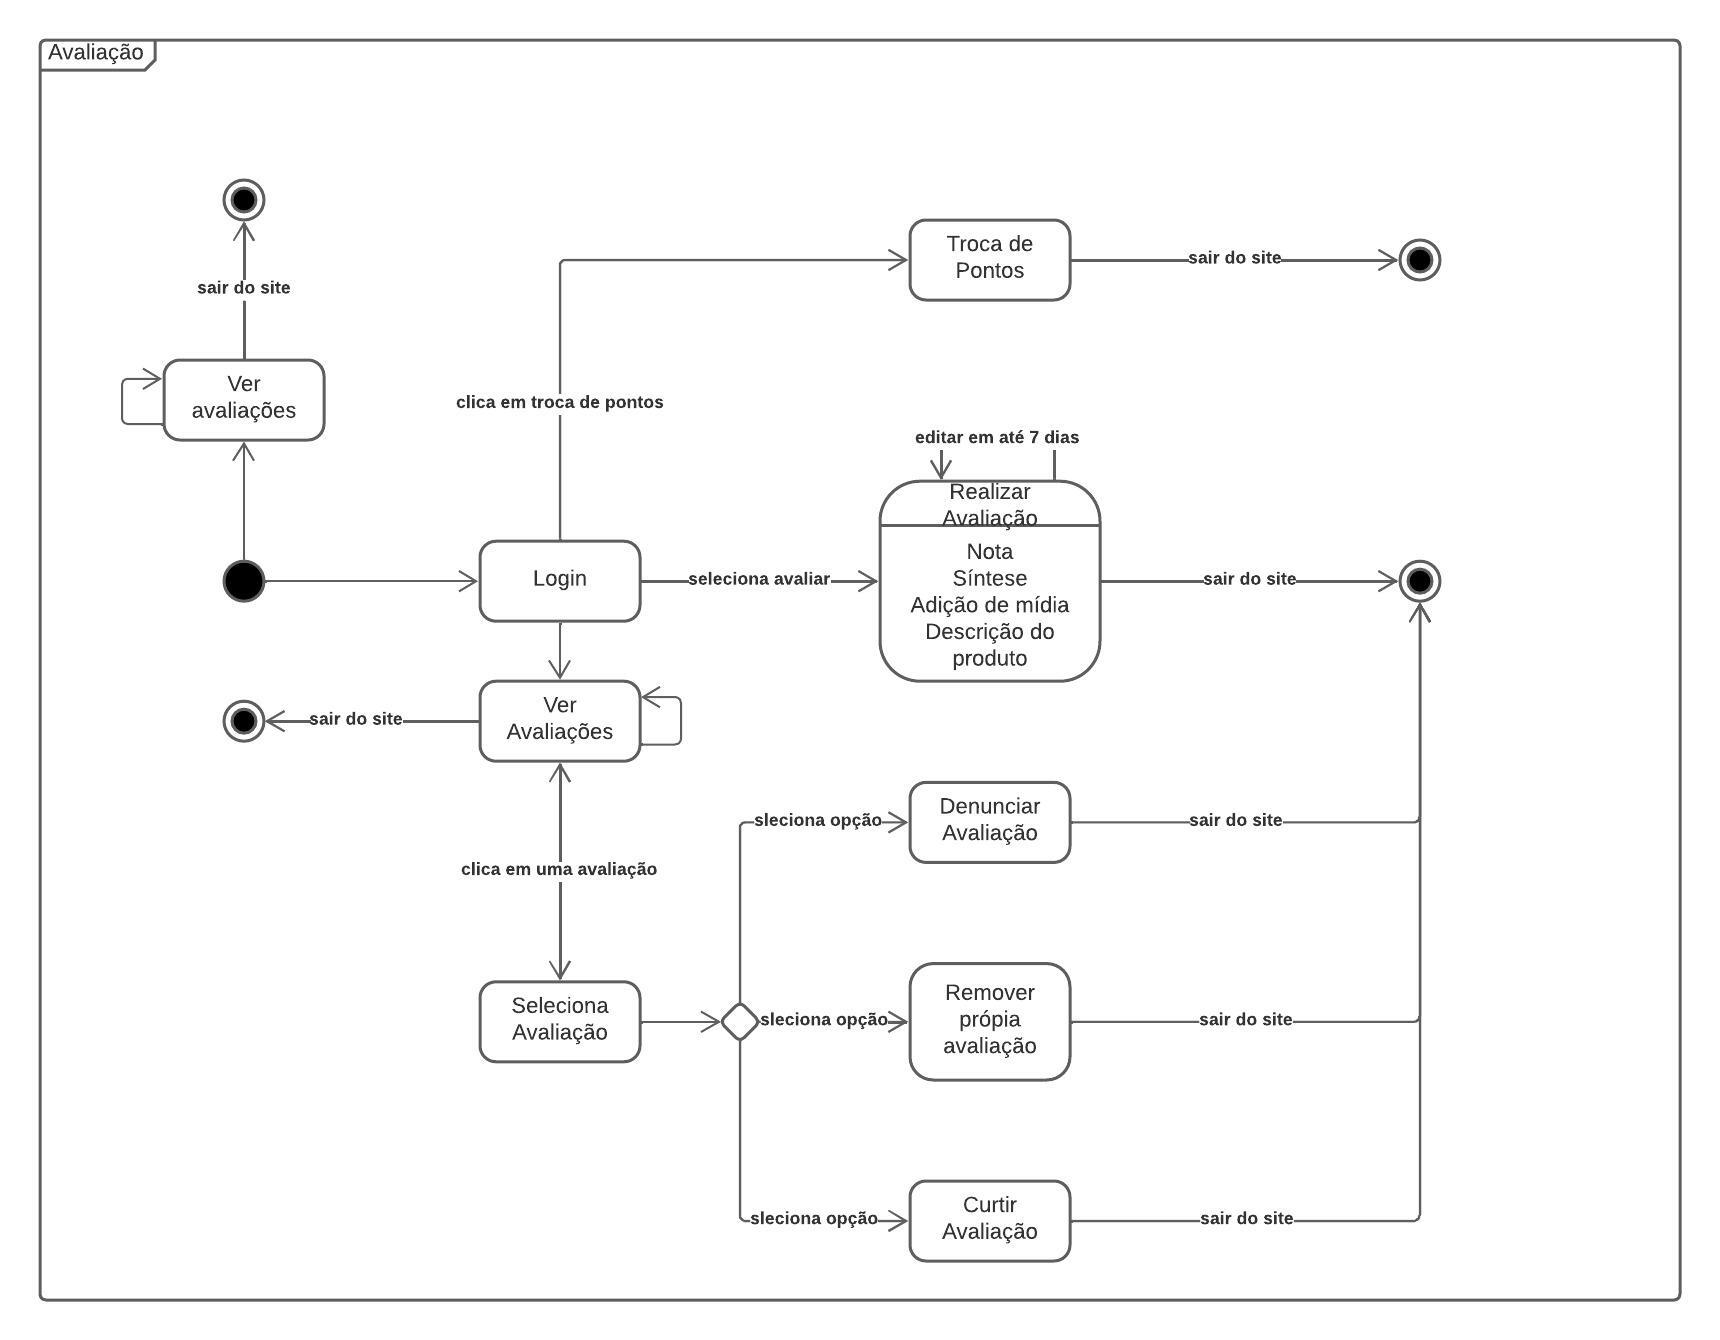 Avaliação
Troca de
Pontos
sair do site
sair do site
Ver
avaliações
clica em troca de pontos
editar em até 7 dias
Realizar
Avaliação
Nota
Síntese
Adição de mídia
Descrição do
produto
Login
seleciona avaliar
sair do site
Ver
Avaliações
sair do site
Denunciar
Avaliação
sleciona opção
sair do site
clica em uma avaliação
Seleciona
Avaliação
sleciona opção
Remover
própia
avaliação
sair do site
sleciona opção
Curtir
Avaliação
sair do site